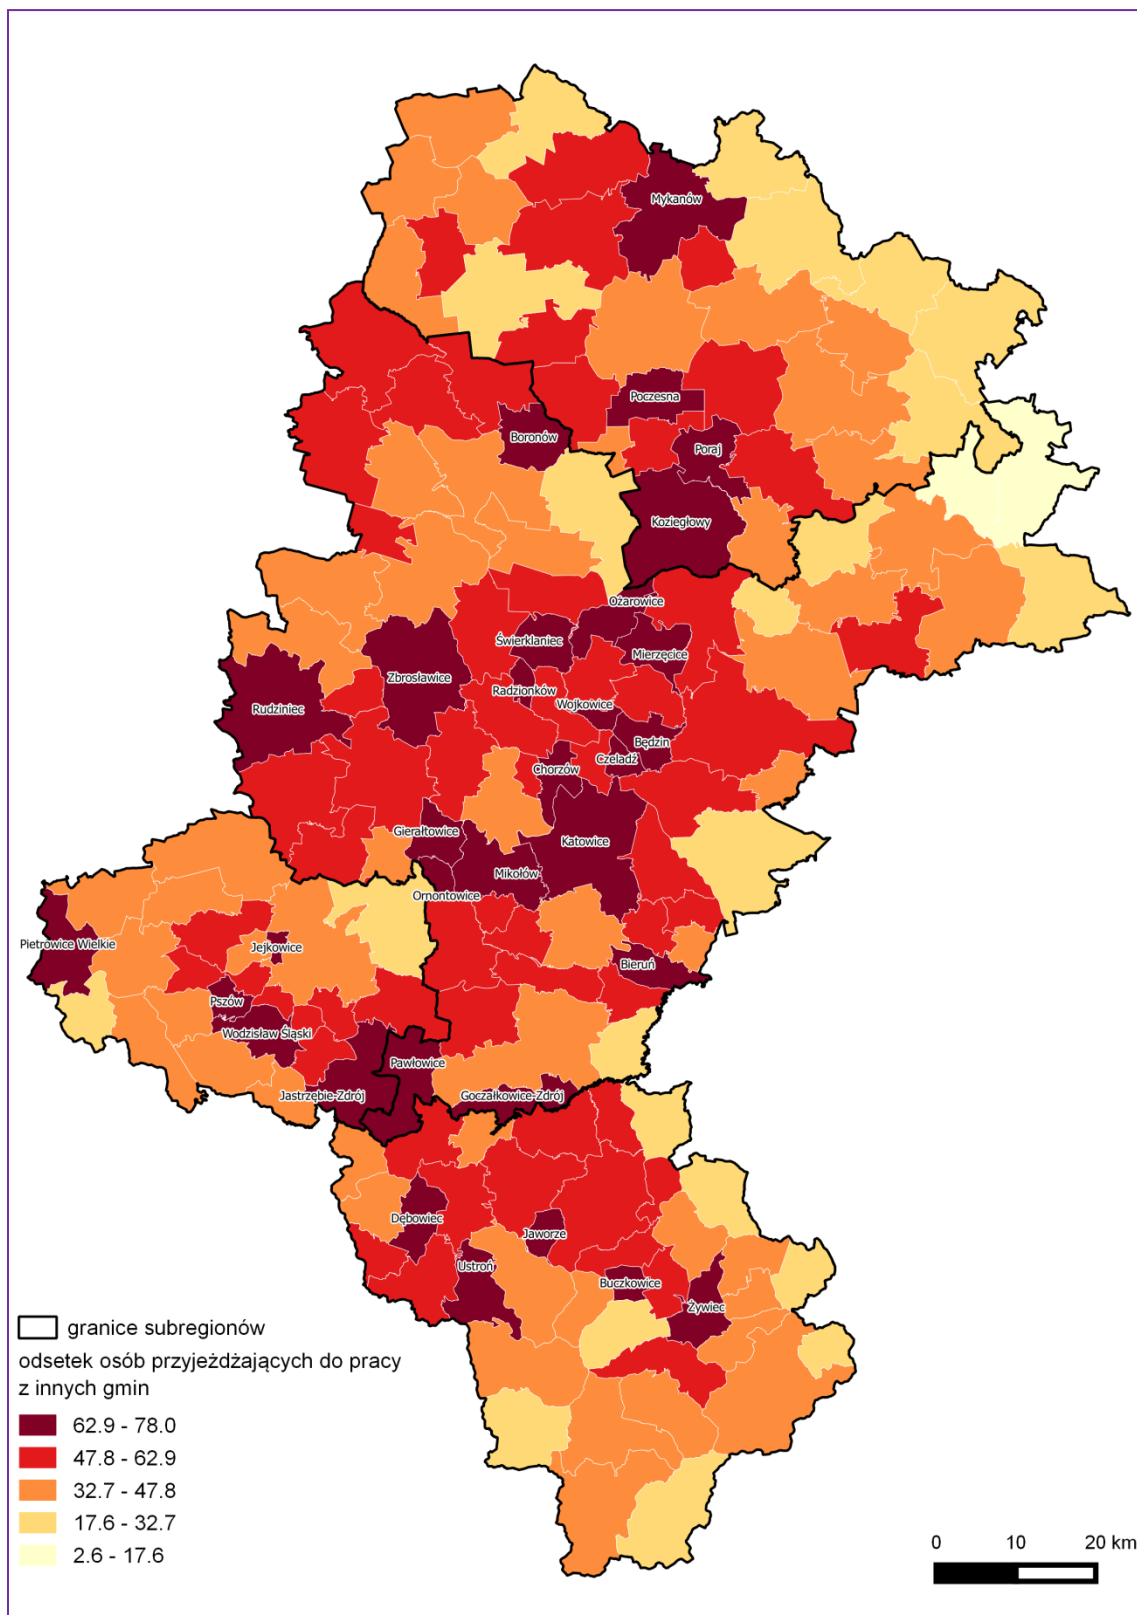 Mykanów
Poczesna
Boronów
Poraj
Koziegłowy
Ożarowice
Świerklaniec
Mierzęcice
Zbrosławice
Radzionków
Wojkowice
Rudziniec
Będzin
Czeladź
Chorzów
Gierałtowice
Katowice
Mikołów
Ornontowice
Pietrowice Wielkie
Jejkowice
Bieruń
Pszów
Wodzisław Śląski
Pawłowice
Jastrzębie-Zdrój
Goczałkowice-Zdrój
Dębowiec
Jaworze
Ustroń
Buczkowice
Żywiec
granice subregionów
odsetek osób przyjeżdżających do pracy
z innych gmin
62.9 - 78.0
47.8 - 62.9
32.7 - 47.8
17.6 - 32.7
2.6 - 17.6
0 10 20 km